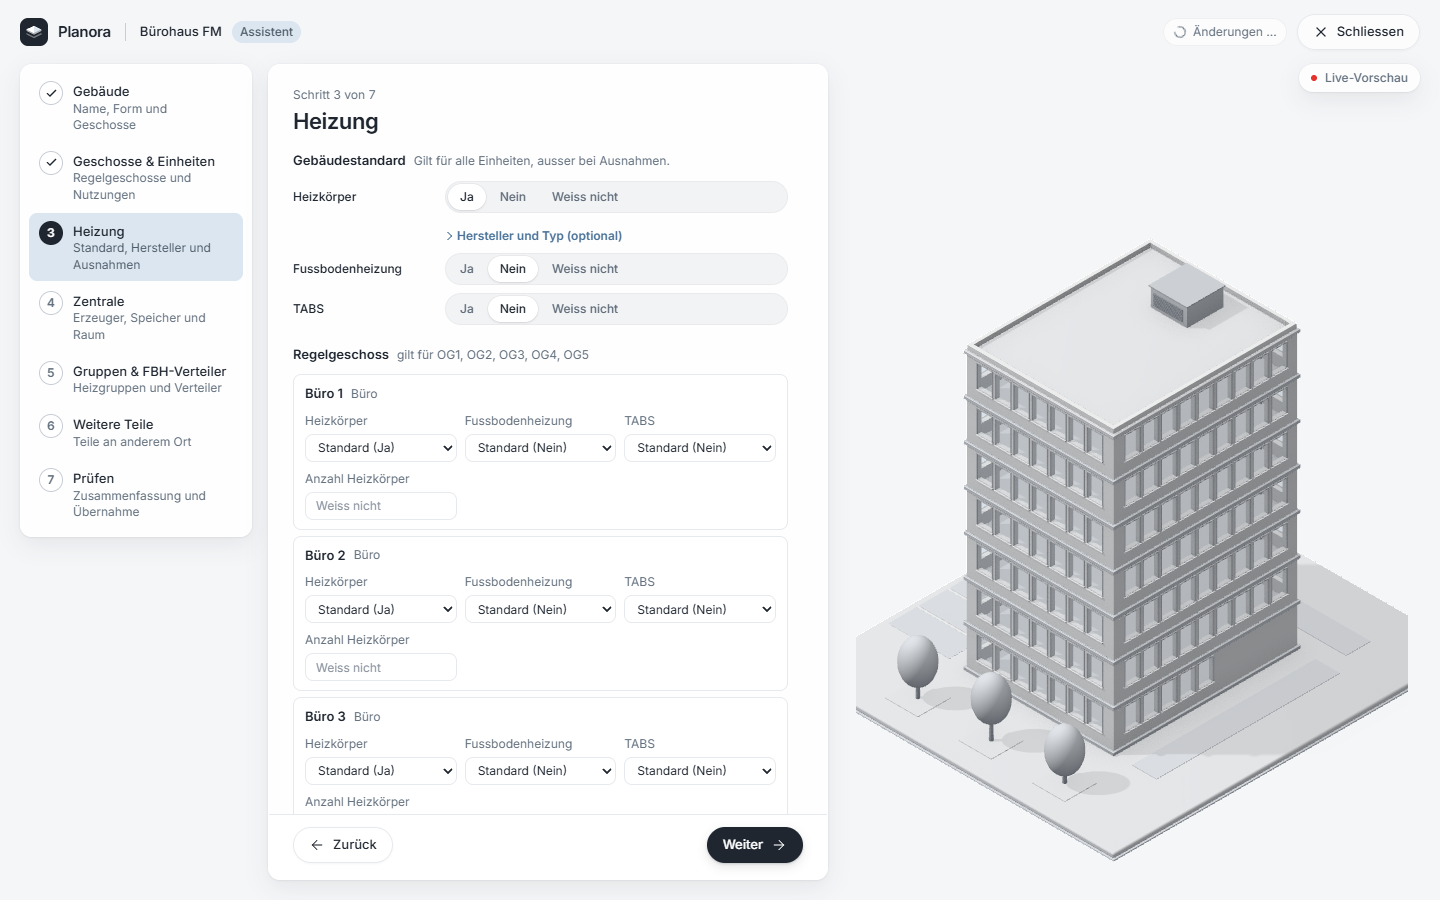 Planora
Bürohaus FM
Assistent
Änderungen ...
Schliessen
Gebäude
Name, Form und
Geschosse
Geschosse & Einheiten
Regelgeschosse und
Nutzungen
3
Heizung
Standard, Hersteller und
Ausnahmen
4
Zentrale
Erzeuger, Speicher und
Raum
5
Gruppen & FBH-Verteiler
Heizgruppen und Verteiler
6
Weitere Teile
Teile an anderem Ort
7
Prüfen
Zusammenfassung und
Übernahme
Schritt 3 von 7
Heizung
Gebäudestandard Gilt für alle Einheiten, ausser bei Ausnahmen.
Heizkörper Ja Nein Weiss nicht
Hersteller und Typ (optional)
Fussbodenheizung Ja Nein Weiss nicht
TABS Ja Nein Weiss nicht
Regelgeschoss gilt für OG1, OG2, OG3, OG4, OG5
Büro 1 Büro
Heizkörper Fussbodenheizung TABS
Standard (Ja) Standard (Nein) Standard (Nein)
Anzahl Heizkörper
Weiss nicht
Büro 2 Büro
Heizkörper Fussbodenheizung TABS
Standard (Ja) Standard (Nein) Standard (Nein)
Anzahl Heizkörper
Weiss nicht
Büro 3 Büro
Heizkörper Fussbodenheizung TABS
Standard (Ja) Standard (Nein) Standard (Nein)
Anzahl Heizkörper
Zurück
Weiter
Live-Vorschau